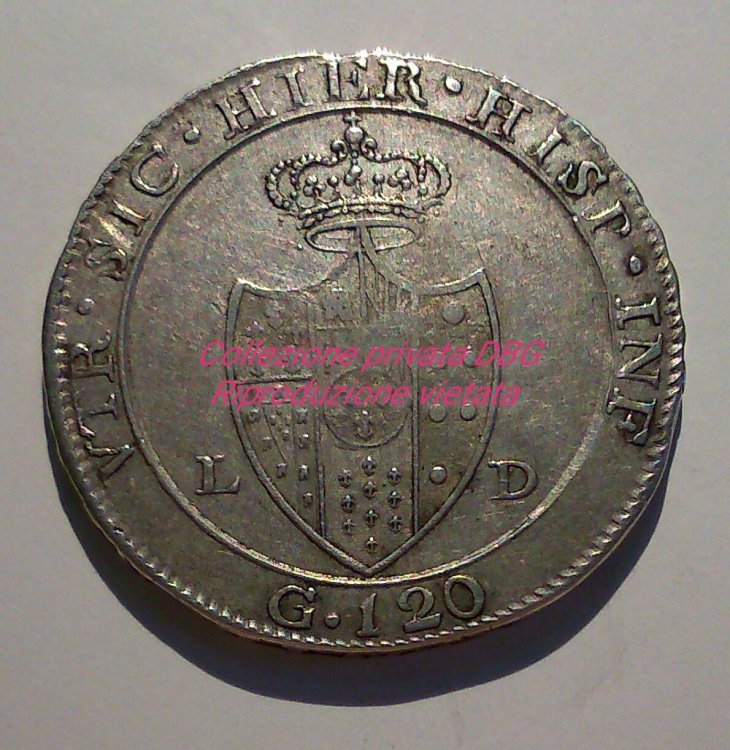 VTR · SIC · HIER · HISP · INF
Collezione privata DBG
Riproduzione vietata
L D
G · 120